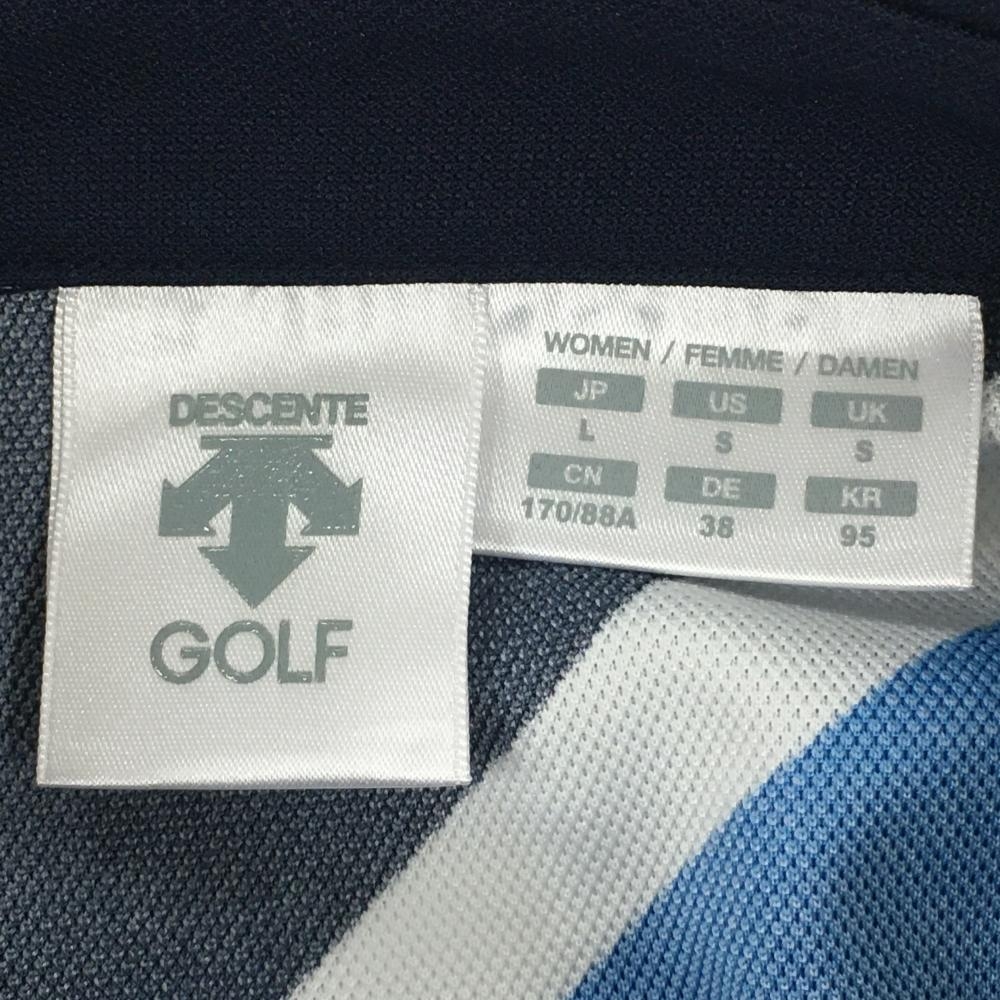 DESCENTE
GOLF
WOMEN / FEMME / DAMEN
JP US UK
L S S
CN DE KR
170/88A 38 95